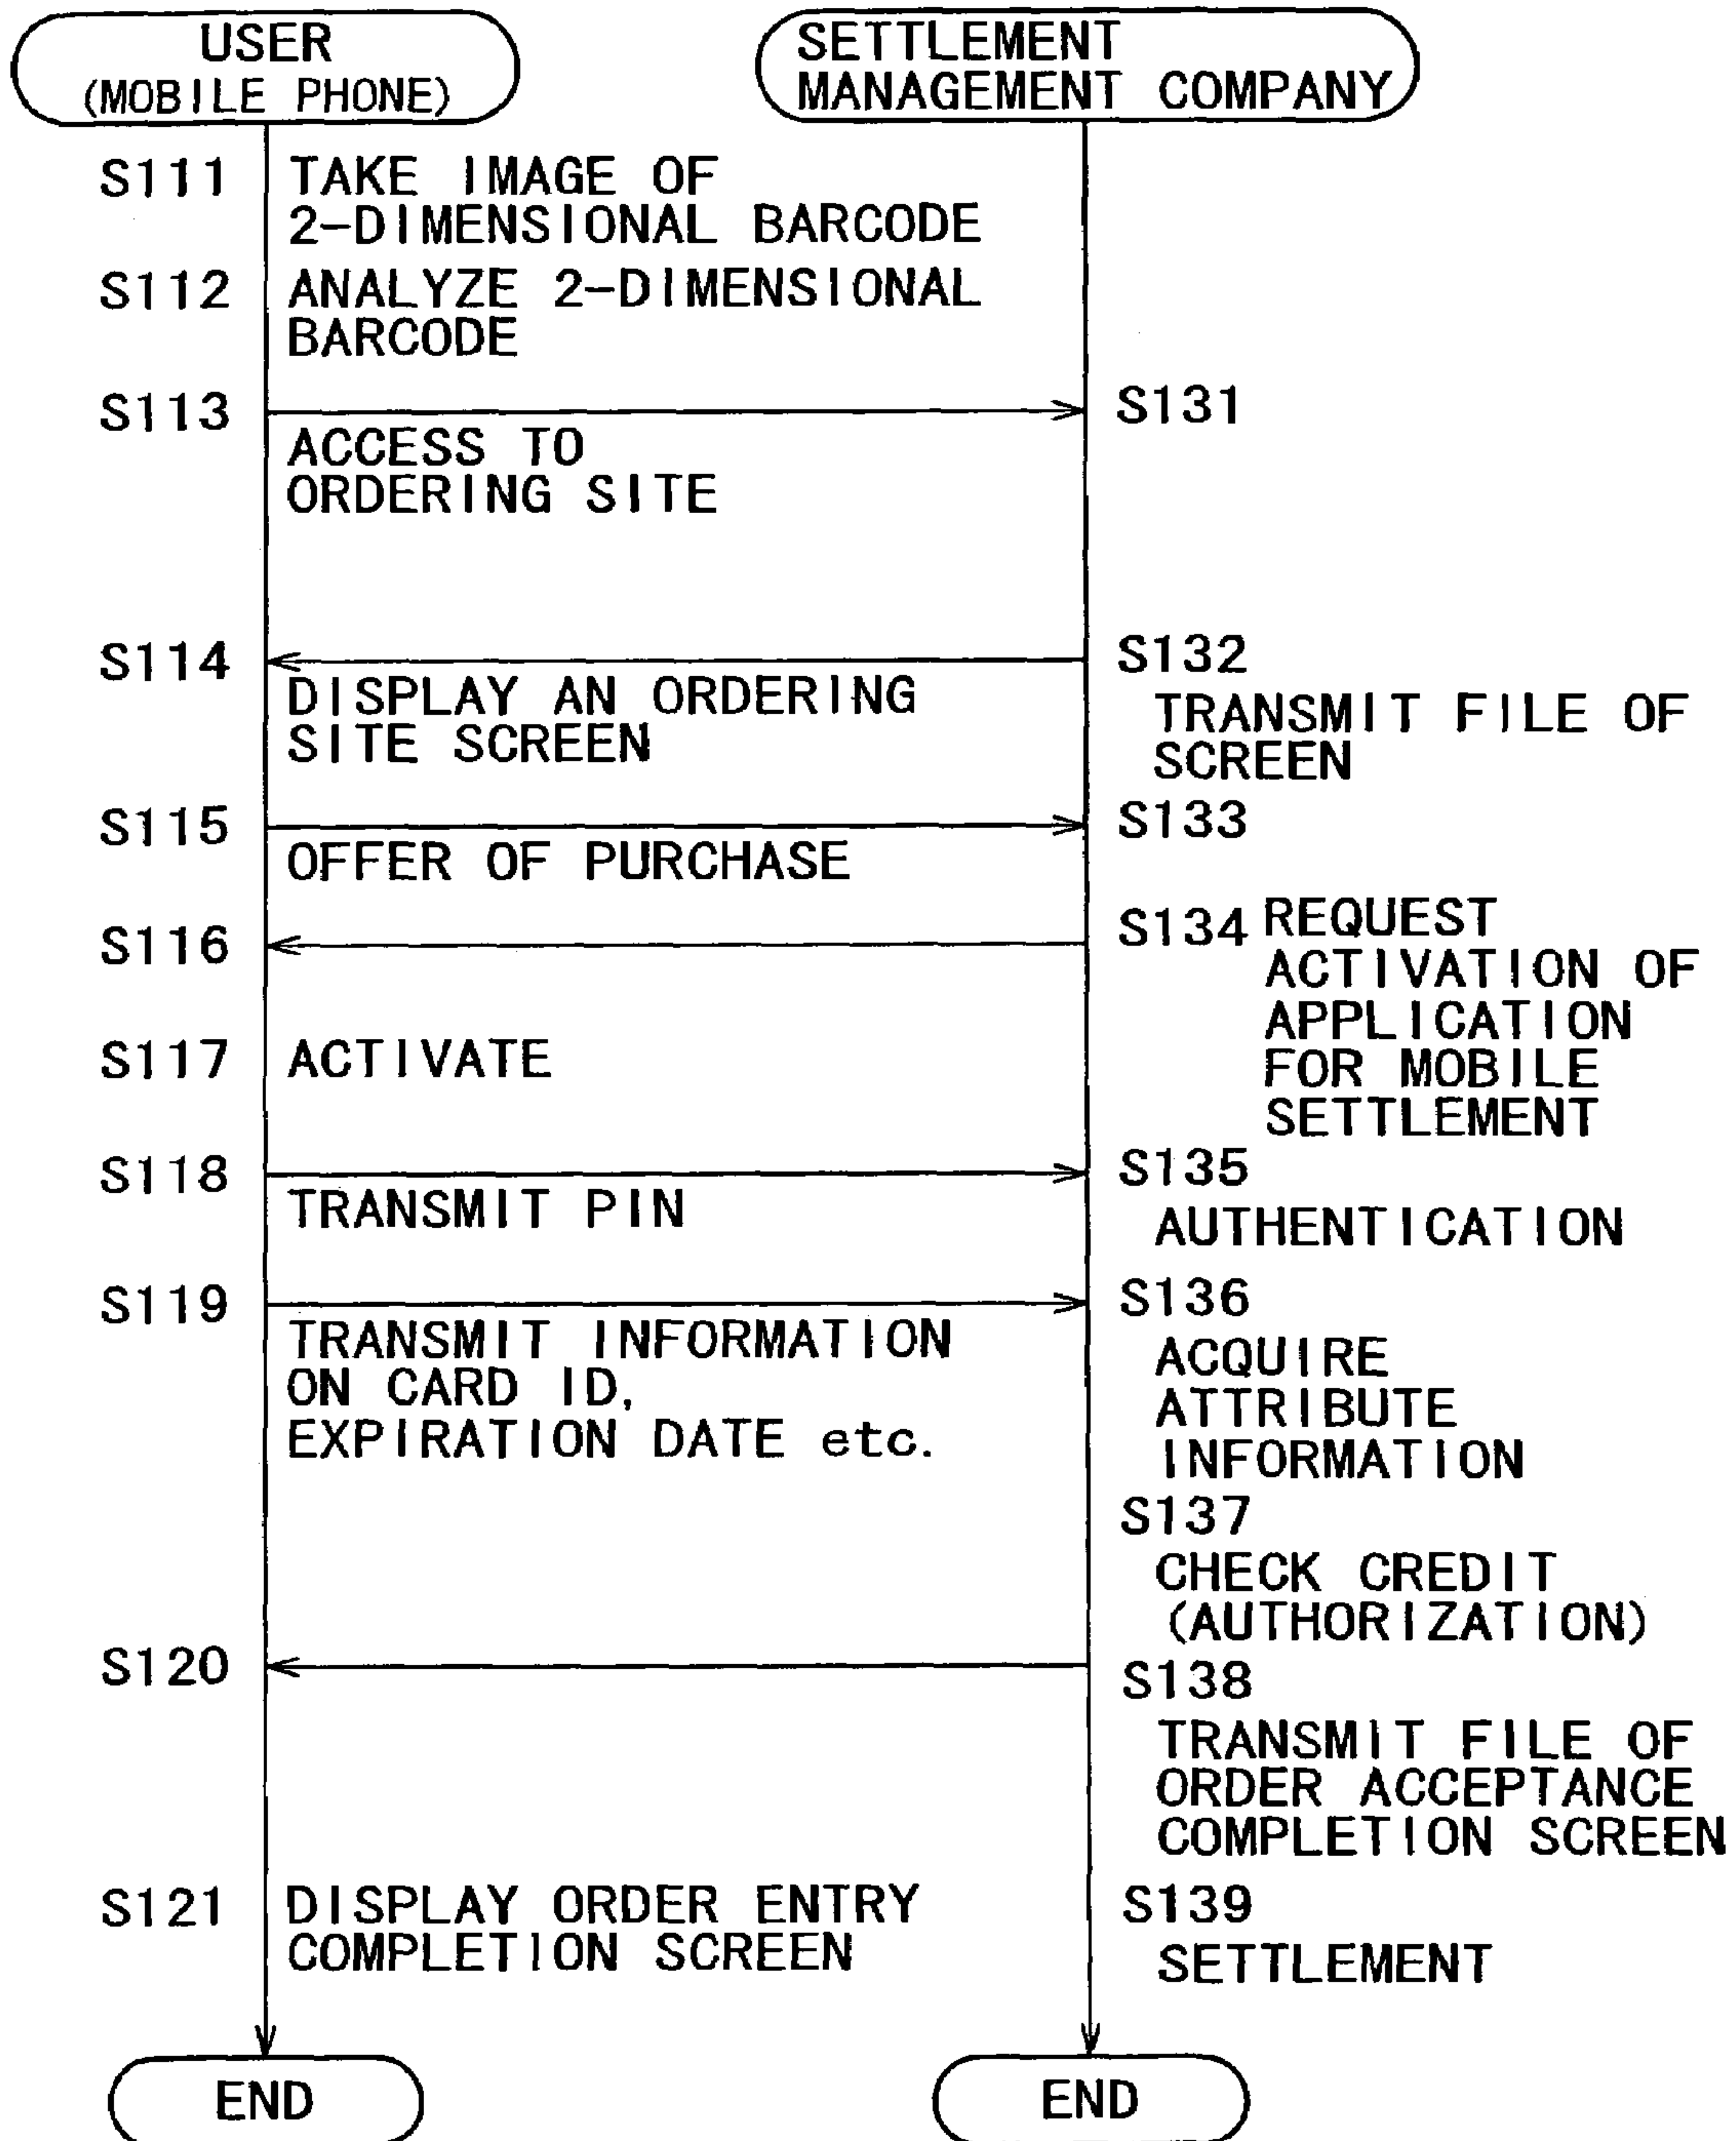 USER
(MOBILE PHONE)
SETTLEMENT
MANAGEMENT COMPANY
S111 TAKE IMAGE OF
2-DIMENSIONAL BARCODE
S112 ANALYZE 2-DIMENSIONAL
BARCODE
S113
S131
ACCESS TO
ORDERING SITE
S114
S132
DISPLAY AN ORDERING
SITE SCREEN
TRANSMIT FILE OF
SCREEN
S115
S133
OFFER OF PURCHASE
S116
S134 REQUEST
ACTIVATION OF
APPLICATION
FOR MOBILE
SETTLEMENT
S117 ACTIVATE
S118
S135
TRANSMIT PIN
AUTHENTICATION
S119
S136
TRANSMIT INFORMATION
ON CARD ID,
EXPIRATION DATE etc.
ACQUIRE
ATTRIBUTE
INFORMATION
S137
CHECK CREDIT
(AUTHORIZATION)
S120
S138
TRANSMIT FILE OF
ORDER ACCEPTANCE
COMPLETION SCREEN
S121 DISPLAY ORDER ENTRY
COMPLETION SCREEN
S139
SETTLEMENT
END
END